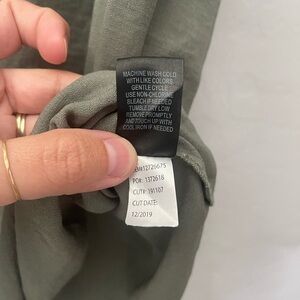 MACHINE WASH COLD
WITH LIKE COLORS
GENTLE CYCLE
USE NON-CHLORINE
BLEACH IF NEEDED
TUMBLE DRY LOW
REMOVE PROMPTLY
AND TOUCH UP WITH
COOL IRON IF NEEDED
PO#: 1372618
CUT#: 191107
CUT DATE:
12/2019